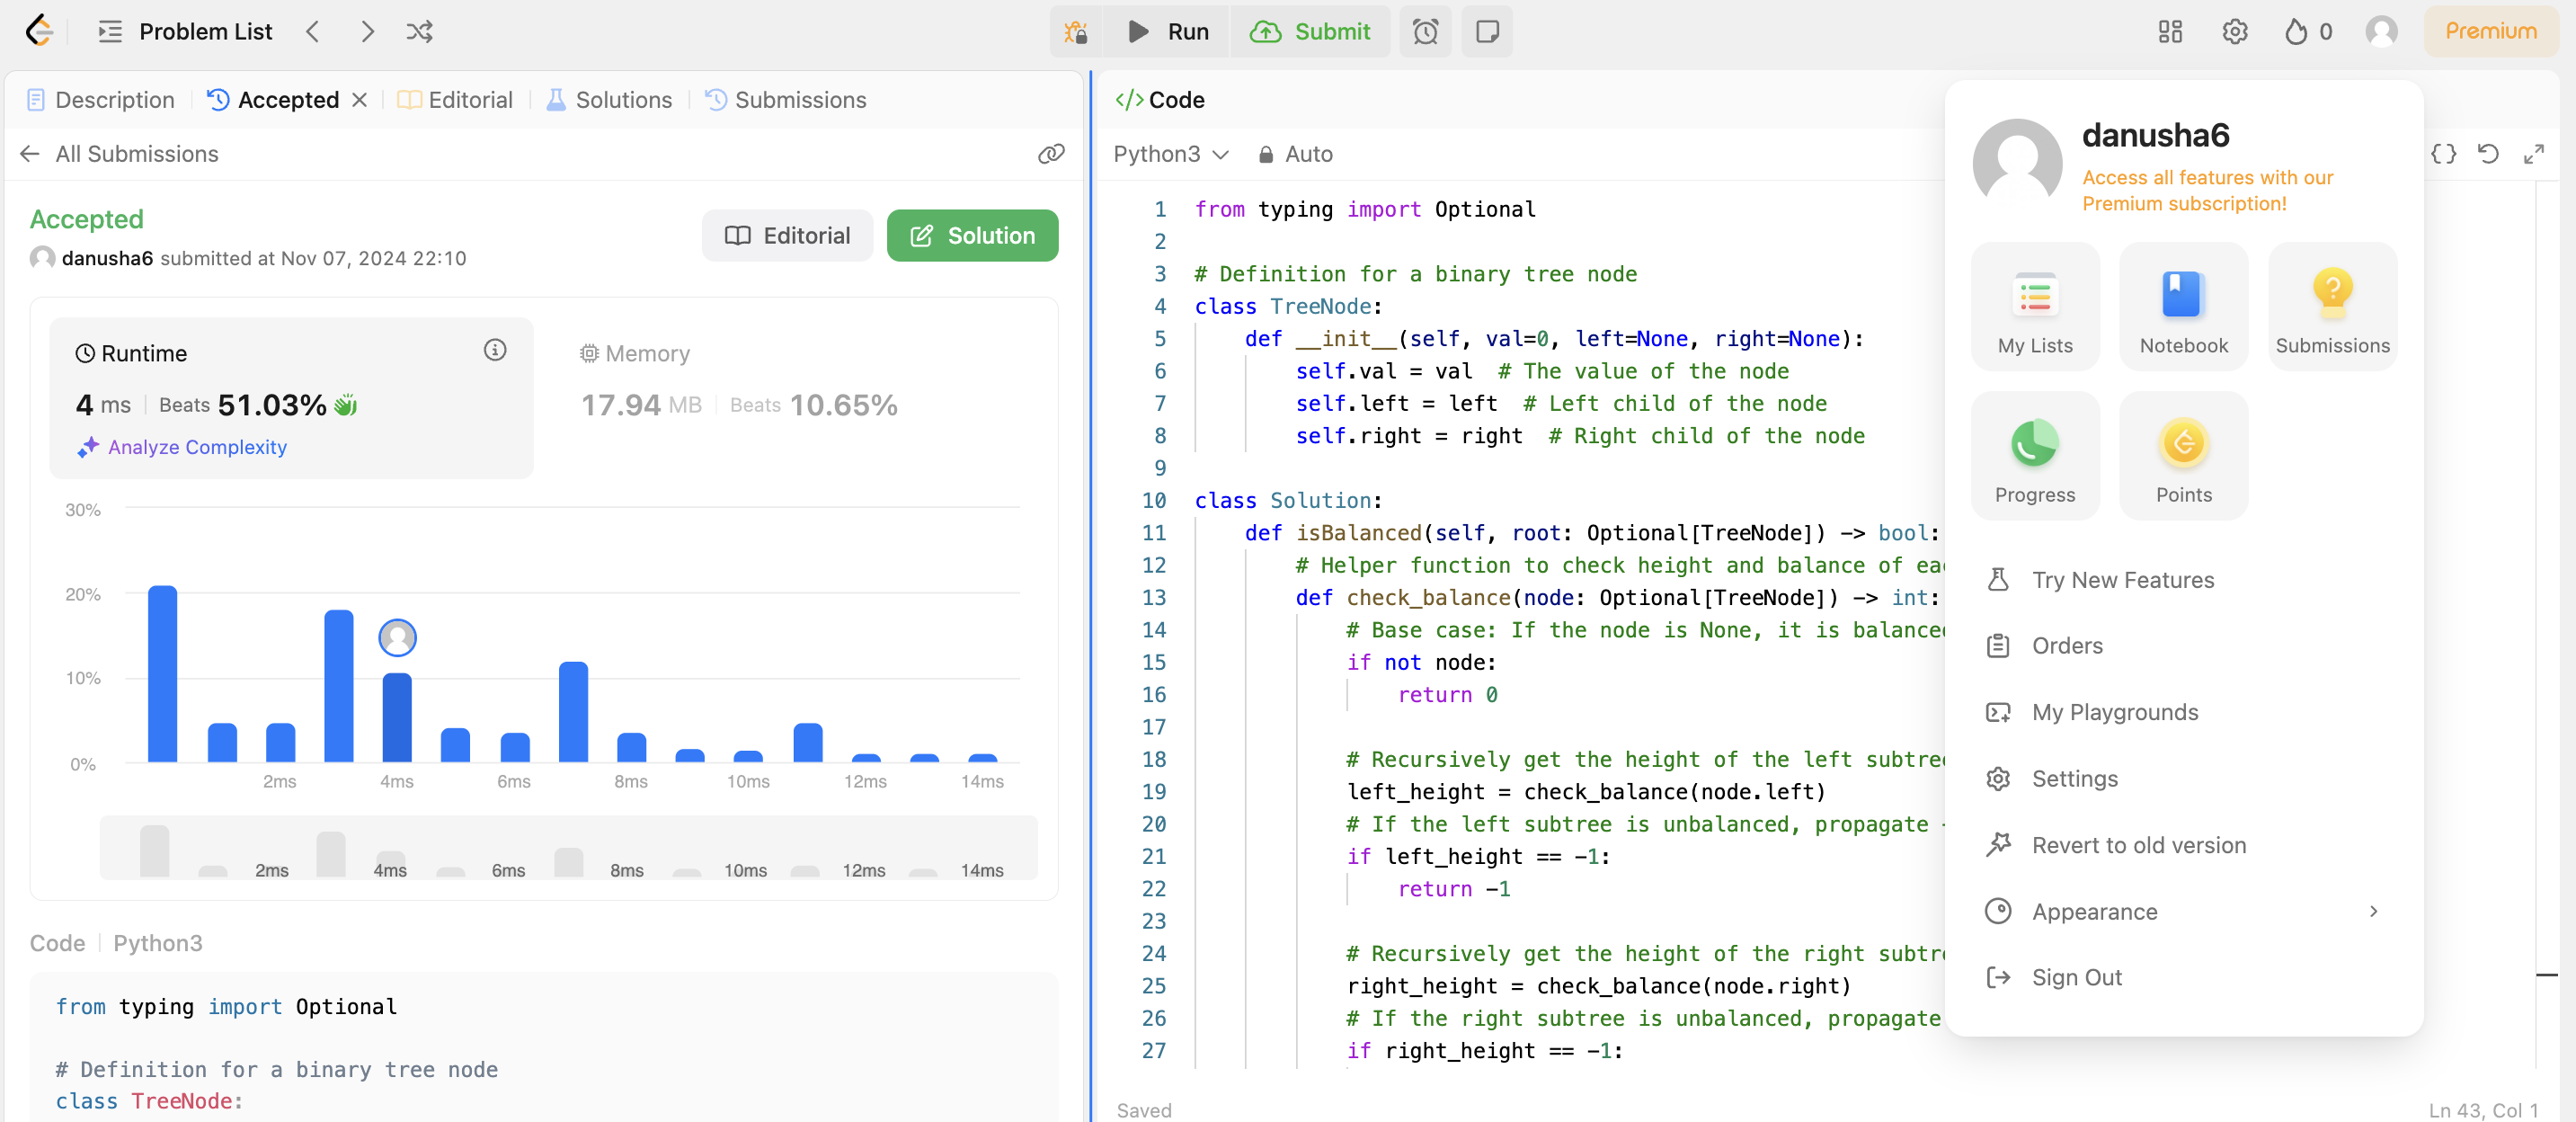 Problem List
Run
Submit
0
Premium
Description
Accepted
Editorial
Solutions
Submissions
All Submissions
Accepted
danusha6 submitted at Nov 07, 2024 22:10
Editorial
Solution
Runtime
4 ms
Beats 51.03%
Analyze Complexity
Memory
17.94 MB
Beats 10.65%
30%
20%
10%
0%
2ms 4ms 6ms 8ms 10ms 12ms 14ms
2ms 4ms 6ms 8ms 10ms 12ms 14ms
Code
Python3
from typing import Optional
# Definition for a binary tree node
class TreeNode:
</> Code
Python3
Auto
{}
1 from typing import Optional
2
3 # Definition for a binary tree node
4 class TreeNode:
5 def __init__(self, val=0, left=None, right=None):
6 self.val = val # The value of the node
7 self.left = left # Left child of the node
8 self.right = right # Right child of the node
9
10 class Solution:
11 def isBalanced(self, root: Optional[TreeNode]) -> bool:
12 # Helper function to check height and balance of
13 def check_balance(node: Optional[TreeNode]) -> int:
14 # Base case: If the node is None, it is balanced
15 if not node:
16 return 0
17
18 # Recursively get the height of the left
19 left_height = check_balance(node.left)
20 # If the left subtree is unbalanced, propagate
21 if left_height == -1:
22 return -1
23
24 # Recursively get the height of the right
25 right_height = check_balance(node.right)
26 # If the right subtree is unbalanced, propagate
27 if right_height == -1:
Saved
Ln 43, Col 1
danusha6
Access all features with our
Premium subscription!
My Lists
Notebook
Submissions
Progress
Points
Try New Features
Orders
My Playgrounds
Settings
Revert to old version
Appearance
Sign Out